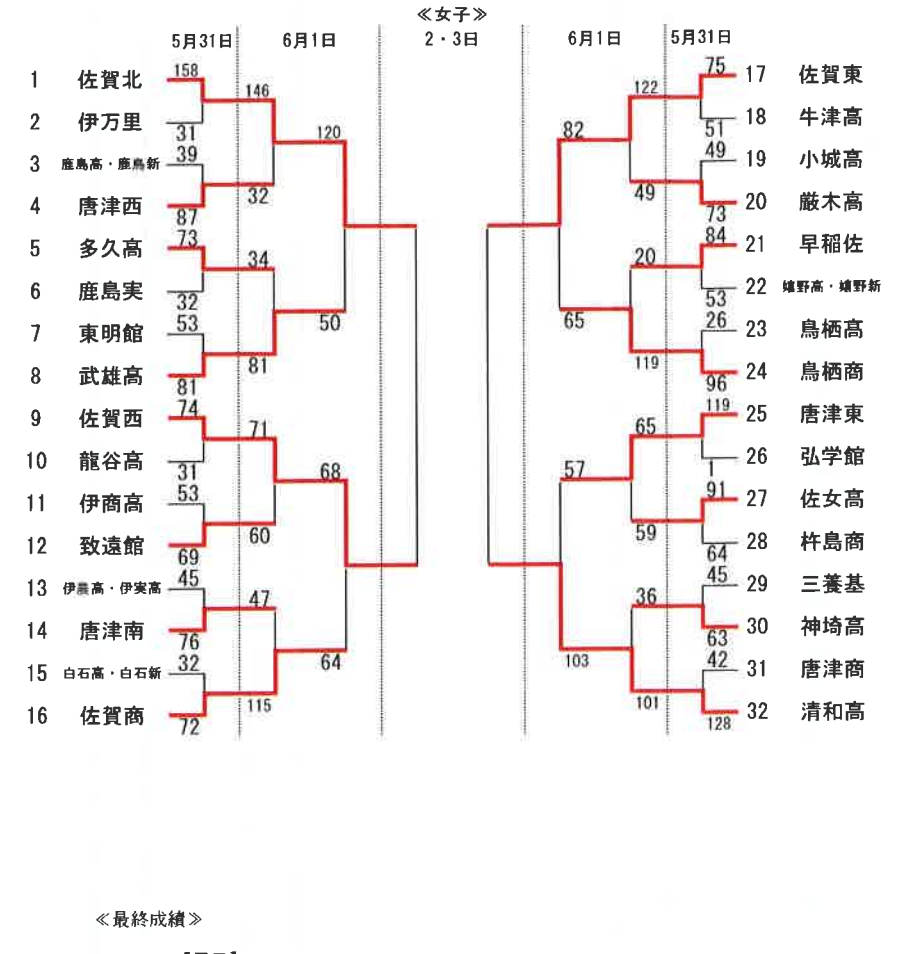 ≪女子≫
5月31日 6月1日 2・3日 6月1日 5月31日
1 佐賀北 158 146 120 82 122 75 17 佐賀東
2 伊万里 31 51 18 牛津高
3 鹿島高・鹿島新 39 32 49 49 19 小城高
4 唐津西 87 73 20 厳木高
5 多久高 73 34 20 84 21 早稲佐
6 鹿島実 32 50 65 53 22 嬉野高・嬉野新
7 東明館 53 81 119 26 23 鳥栖高
8 武雄高 81 96 24 鳥栖商
9 佐賀西 74 71 68 57 65 119 25 唐津東
10 龍谷高 31 1 26 弘学館
11 伊商高 53 60 59 91 27 佐女高
12 致遠館 69 64 28 杵島商
13 伊農高・伊実高 45 47 36 45 29 三養基
14 唐津南 76 64 103 63 30 神埼高
15 白石高・白石新 32 115 101 42 31 唐津商
16 佐賀商 72 128 32 清和高
≪最終成績≫